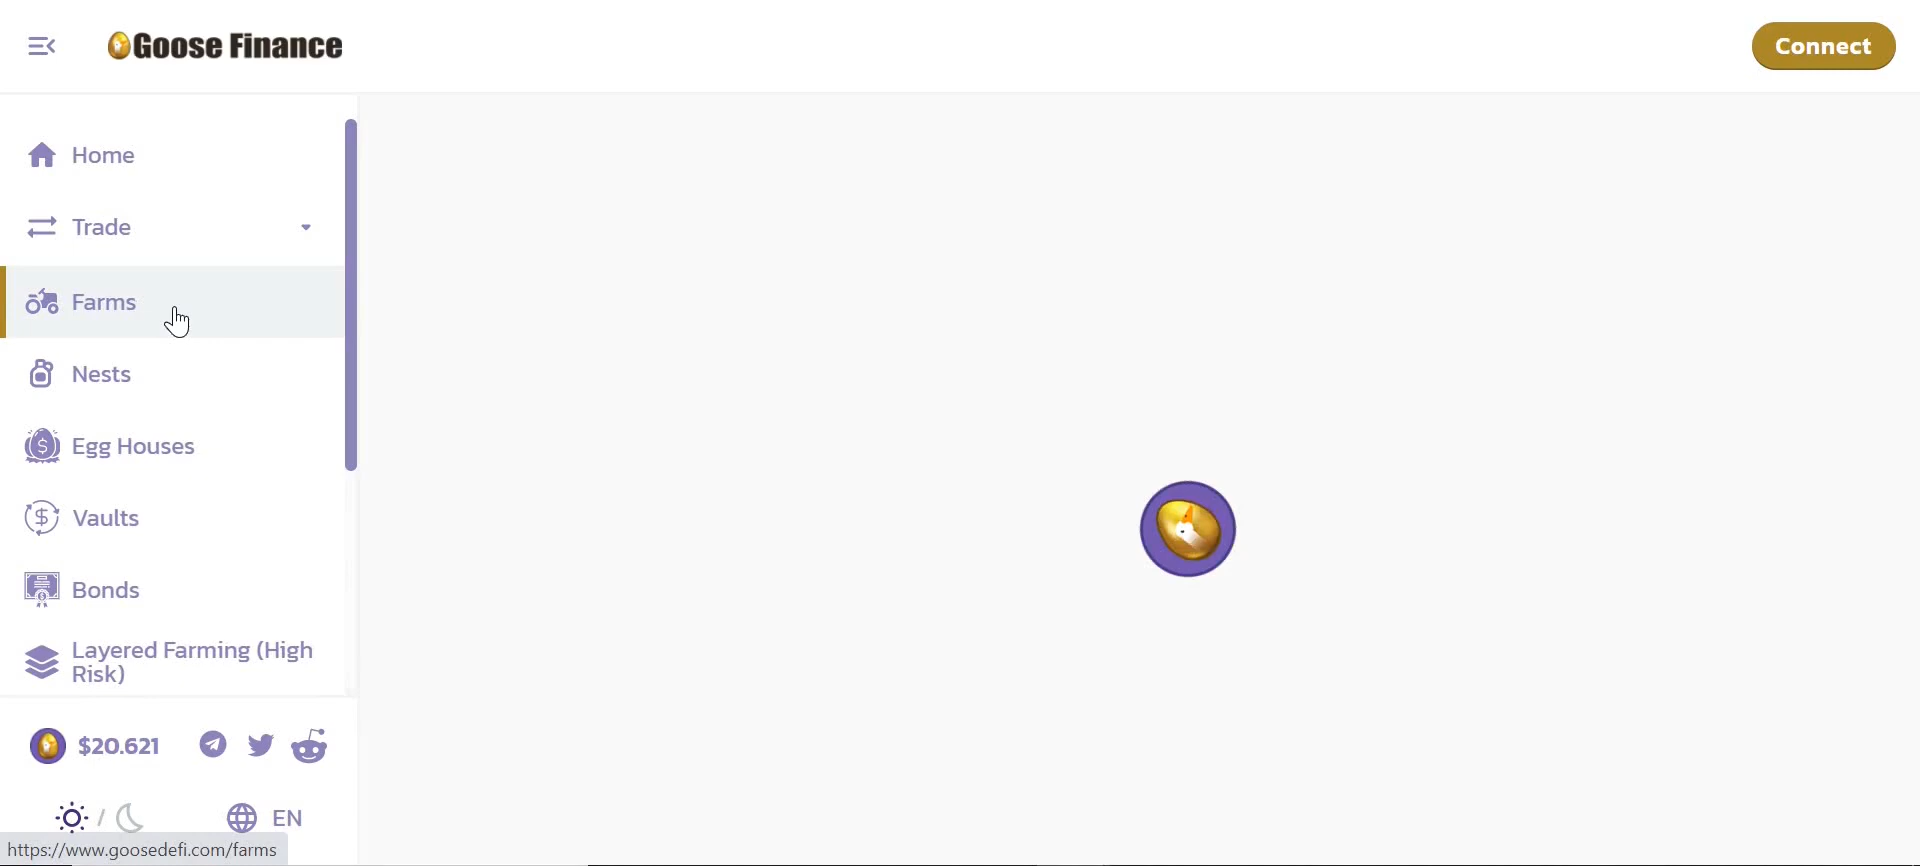 Goose Finance
Connect
Home
Trade
Farms
Nests
Egg Houses
Vaults
Bonds
Layered Farming (High
Risk)
$20.621
/
EN
https://www.goosedefi.com/farms